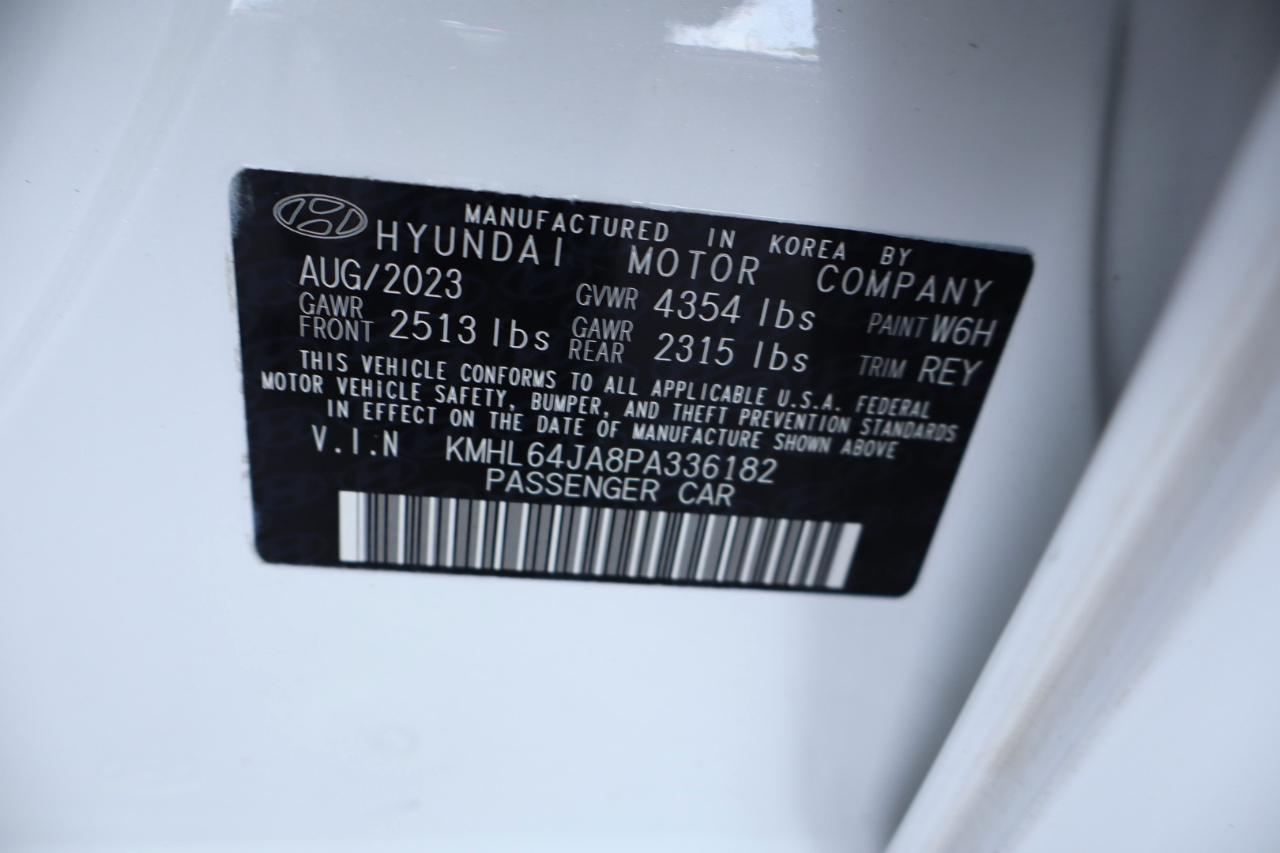 MANUFACTURED IN KOREA BY
HYUNDAI MOTOR COMPANY
AUG/2023 GVWR 4354 lbs PAINT W6H
GAWR FRONT 2513 lbs GAWR REAR 2315 lbs TRIM REY
THIS VEHICLE CONFORMS TO ALL APPLICABLE U.S.A. FEDERAL
MOTOR VEHICLE SAFETY, BUMPER, AND THEFT PREVENTION STANDARDS
IN EFFECT ON THE DATE OF MANUFACTURE SHOWN ABOVE
V.I.N KMHL64JA8PA336182
PASSENGER CAR